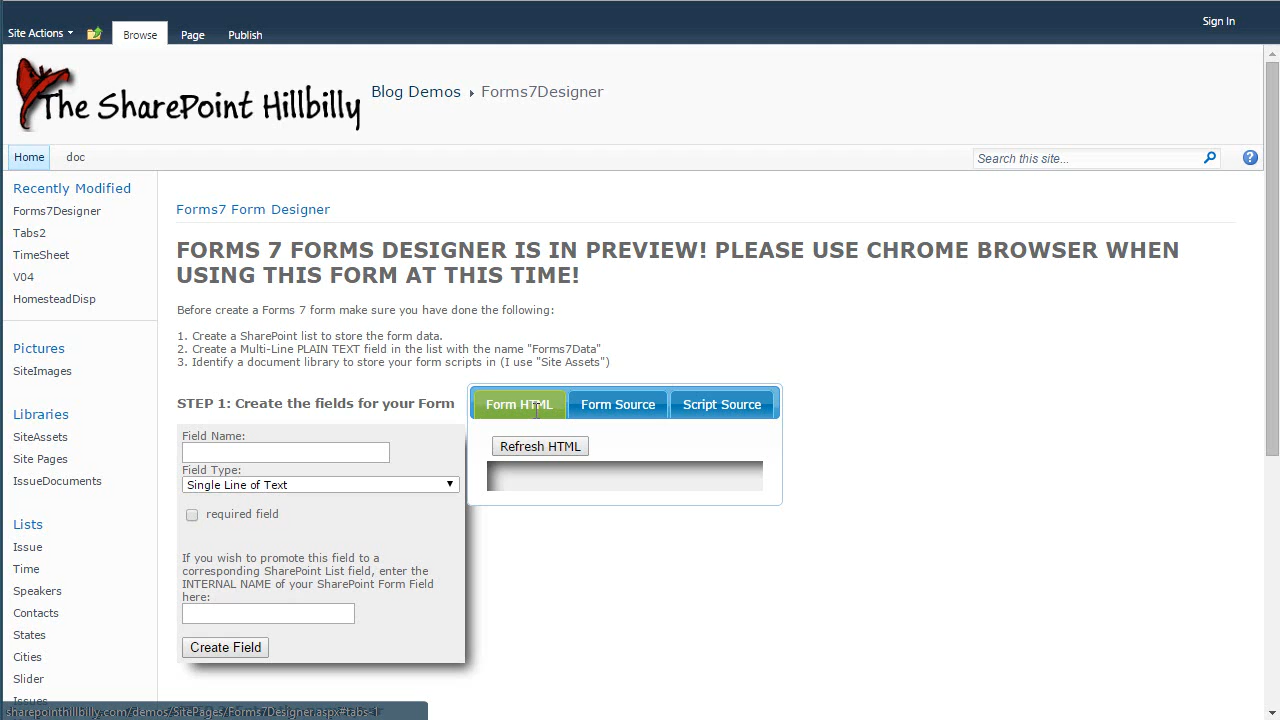 Sign In
Site Actions Browse Page Publish
The SharePoint Hillbilly Blog Demos Forms7Designer
Home doc Search this site...
Recently Modified
Forms7Designer
Tabs2
TimeSheet
V04
HomesteadDisp
Pictures
SiteImages
Libraries
SiteAssets
Site Pages
IssueDocuments
Lists
Issue
Time
Speakers
Contacts
States
Cities
Slider
Issues
Forms7 Form Designer
FORMS 7 FORMS DESIGNER IS IN PREVIEW! PLEASE USE CHROME BROWSER WHEN
USING THIS FORM AT THIS TIME!
Before create a Forms 7 form make sure you have done the following:
1. Create a SharePoint list to store the form data.
2. Create a Multi-Line PLAIN TEXT field in the list with the name "Forms7Data"
3. Identify a document library to store your form scripts in (I use "Site Assets")
STEP 1: Create the fields for your Form
Field Name:
Field Type:
Single Line of Text
required field
If you wish to promote this field to a
corresponding SharePoint List field, enter the
INTERNAL NAME of your SharePoint Form Field
here:
Create Field
Form HTML Form Source Script Source
Refresh HTML
sharepointhillbilly.com/demos/SitePages/Forms7Designer.aspx#tabs-1